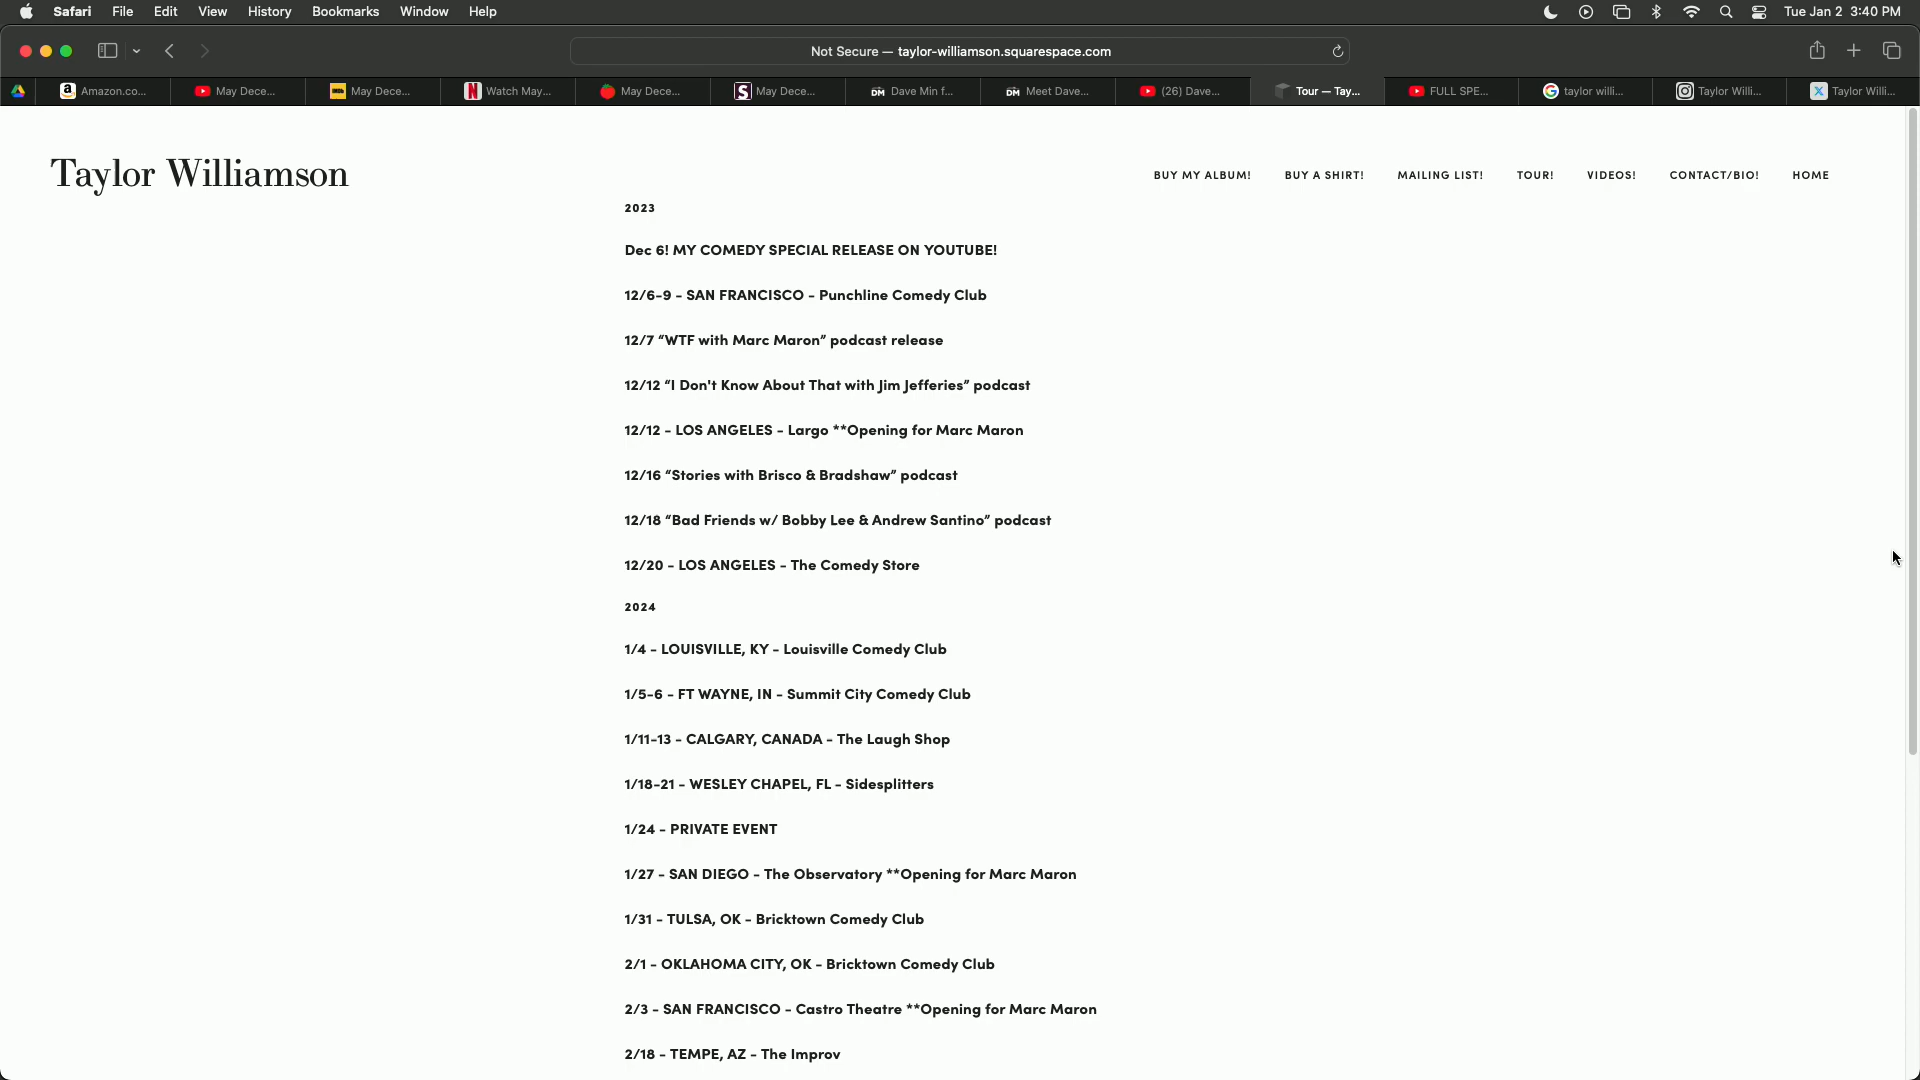 Safari File Edit View History Bookmarks Window Help Tue Jan 2 3:40 PM
Not Secure — taylor-williamson.squarespace.com
Amazon.co... May Dece... May Dece... Watch May... May Dece... May Dece... Dave Min f... Meet Dave... (26) Dave... Tour — Tay... FULL SPE... taylor willi... Taylor Willi... Taylor Willi...
Taylor Williamson
BUY MY ALBUM! BUY A SHIRT! MAILING LIST! TOUR! VIDEOS! CONTACT/BIO! HOME
2023
Dec 6! MY COMEDY SPECIAL RELEASE ON YOUTUBE!
12/6-9 - SAN FRANCISCO - Punchline Comedy Club
12/7 “WTF with Marc Maron” podcast release
12/12 “I Don't Know About That with Jim Jefferies” podcast
12/12 - LOS ANGELES - Largo **Opening for Marc Maron
12/16 “Stories with Brisco & Bradshaw” podcast
12/18 “Bad Friends w/ Bobby Lee & Andrew Santino” podcast
12/20 - LOS ANGELES - The Comedy Store
2024
1/4 - LOUISVILLE, KY - Louisville Comedy Club
1/5-6 - FT WAYNE, IN - Summit City Comedy Club
1/11-13 - CALGARY, CANADA - The Laugh Shop
1/18-21 - WESLEY CHAPEL, FL - Sidesplitters
1/24 - PRIVATE EVENT
1/27 - SAN DIEGO - The Observatory **Opening for Marc Maron
1/31 - TULSA, OK - Bricktown Comedy Club
2/1 - OKLAHOMA CITY, OK - Bricktown Comedy Club
2/3 - SAN FRANCISCO - Castro Theatre **Opening for Marc Maron
2/18 - TEMPE, AZ - The Improv